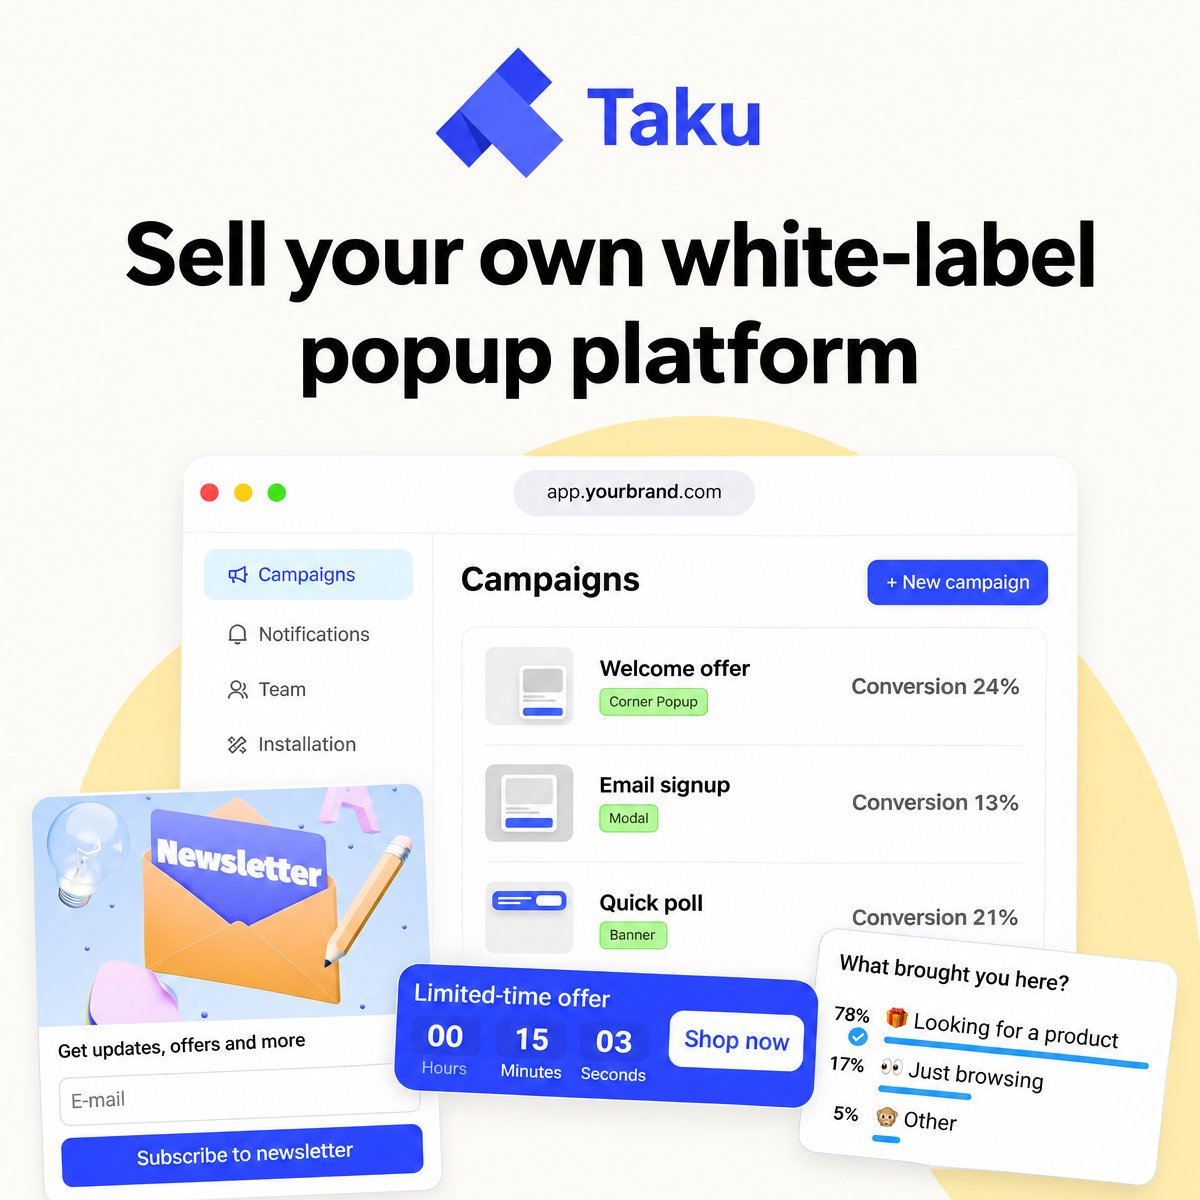 Taku
Sell your own white-label
popup platform
app.yourbrand.com
Campaigns
Notifications
Team
Installation
Campaigns
+ New campaign
Welcome offer
Corner Popup
Conversion 24%
Email signup
Modal
Conversion 13%
Quick poll
Banner
Conversion 21%
A
Newsletter
Get updates, offers and more
E-mail
Subscribe to newsletter
Limited-time offer
00 15 03
Hours Minutes Seconds
Shop now
What brought you here?
78% 🎁 Looking for a product
17% 👀 Just browsing
5% 🐵 Other